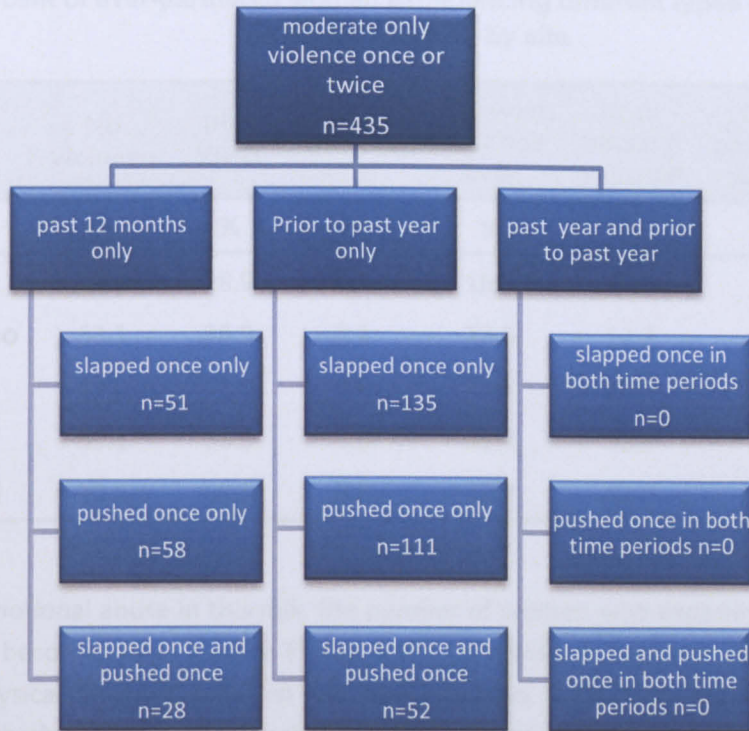 moderate only
violence once or
twice
n=435
past 12 months
only
Prior to past year
only
past year and prior
to past year
slapped once only
n=51
pushed once only
n=58
slapped once and
pushed once
n=28
slapped once only
n=135
pushed once only
n=111
slapped once and
pushed once
n=52
slapped once in
both time periods
n=0
pushed once in both
time periods n=0
slapped and pushed
once in both time
periods n=0